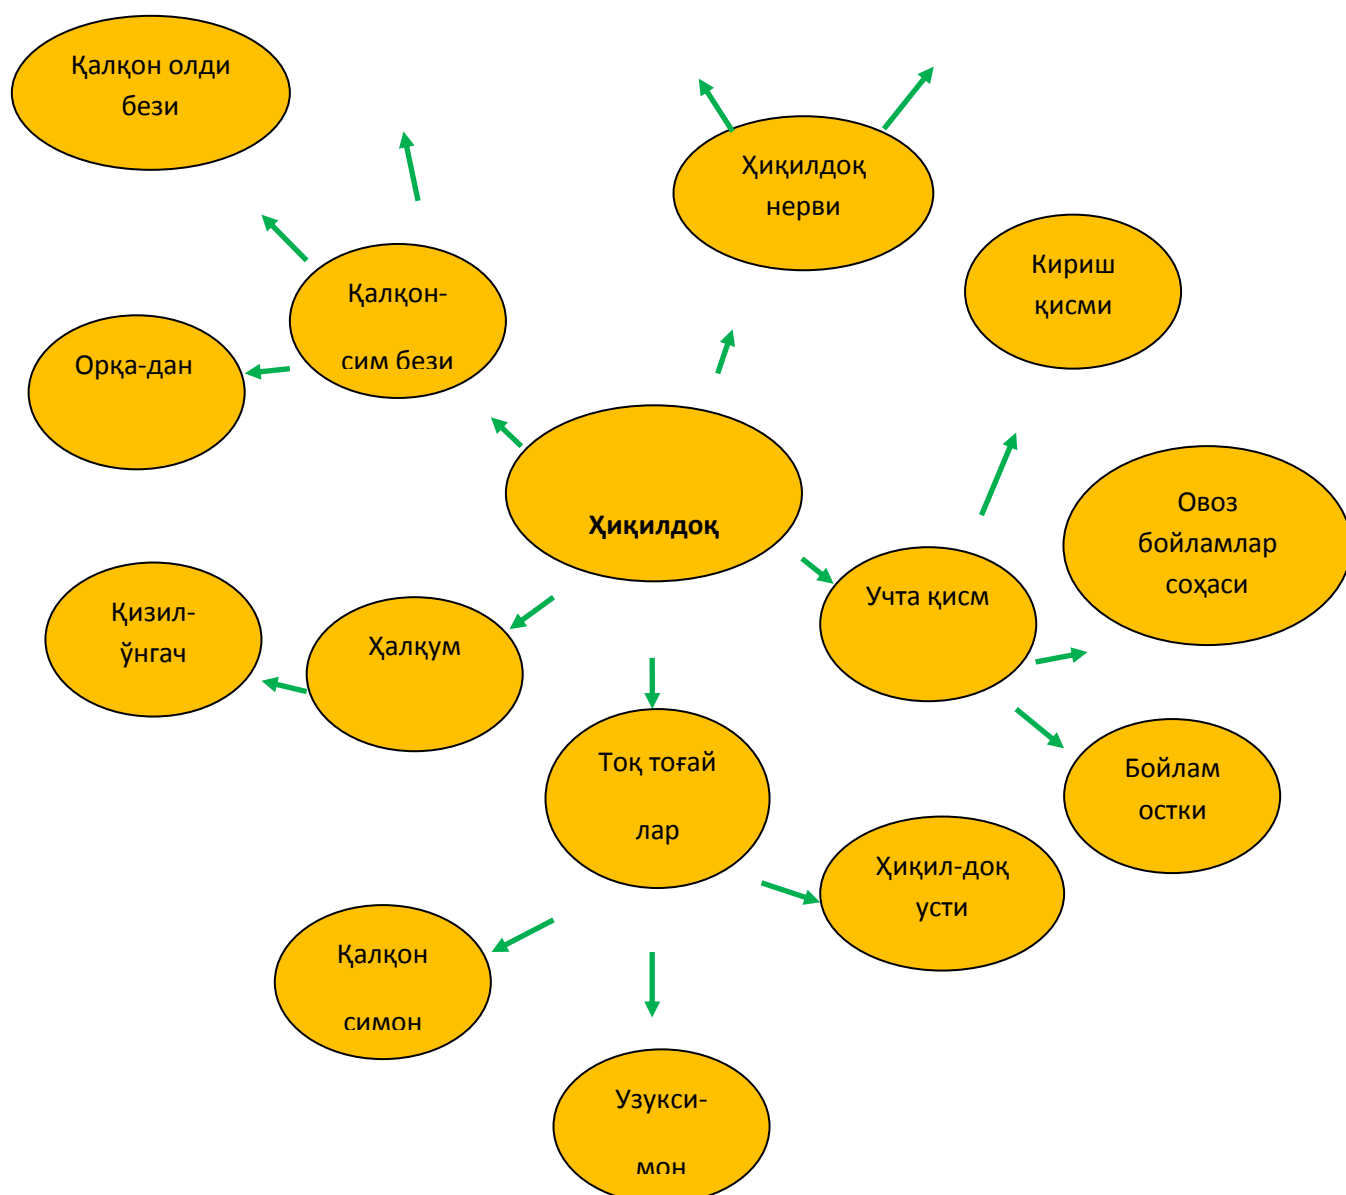 Қалқон олди
бези
Ҳиқилдоқ
нерви
Кириш
қисми
Қалқон-
сим бези
Орқа-дан
Ҳиқилдоқ
Овоз
бойламлар
соҳаси
Учта қисм
Қизил-
ўнгач
Ҳалқум
Тоқ тоғай
лар
Бойлам
остки
Ҳиқил-доқ
усти
Қалқон
симон
Узукси-
мон